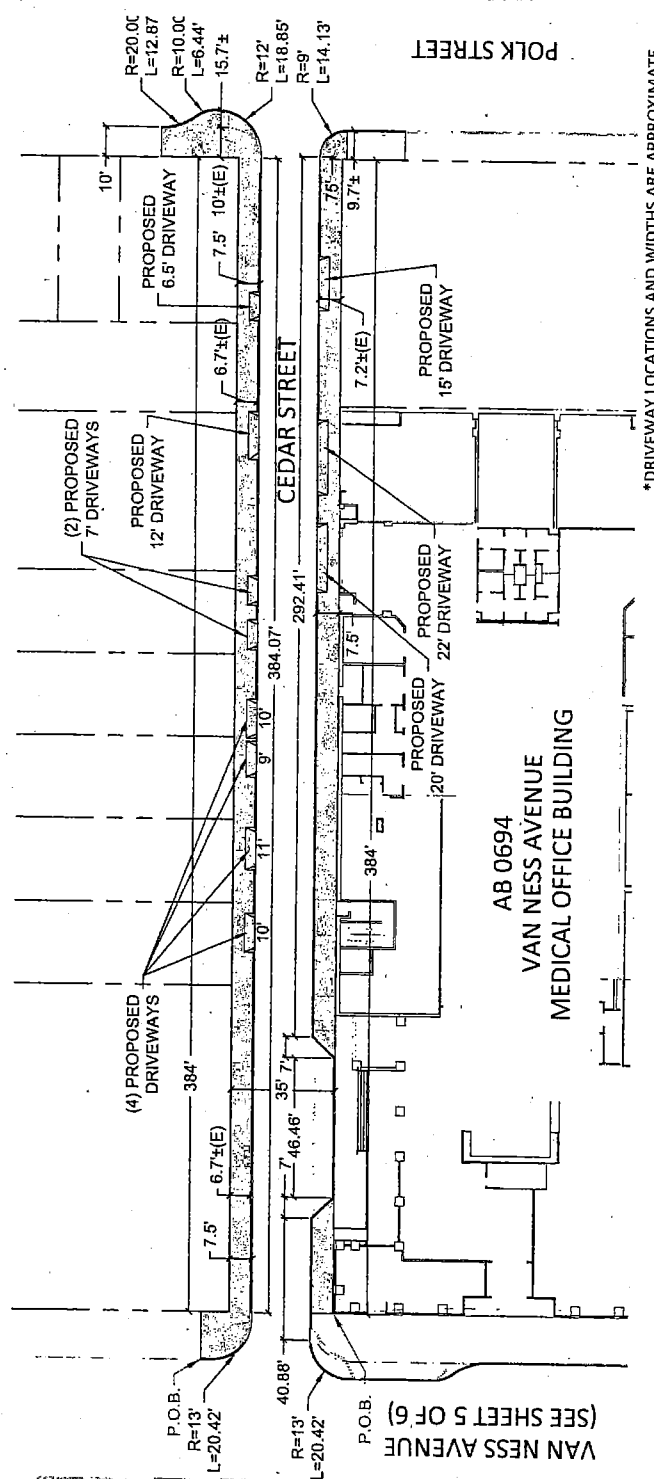 R=20.00
L=12.87
R=10.00
L=6.44'
15.7'±
R=12'
L=18.85'
R=9'
L=14.13'
POLK STREET
10'
10'±(E)
7.5'
9.7'±
PROPOSED
6.5' DRIVEWAY
7.5'
6.7'±(E)
7.2'±(E)
PROPOSED
15' DRIVEWAY
(2) PROPOSED
7' DRIVEWAYS
PROPOSED
12' DRIVEWAY
CEDAR STREET
292.41'
384.07'
7.5'
PROPOSED
22' DRIVEWAY
PROPOSED
20' DRIVEWAY
10'
9'
11'
10'
(4) PROPOSED
DRIVEWAYS
384'
384'
AB 0694
VAN NESS AVENUE
MEDICAL OFFICE BUILDING
6.7'±(E)
7.5'
35'
7'
46.46'
7'
40.88'
P.O.B.
R=13'
L=20.42'
R=13'
L=20.42'
P.O.B.
VAN NESS AVENUE
(SEE SHEET 5 OF 6)
*DRIVEWAY LOCATIONS AND WIDTHS ARE APPROXIMATE